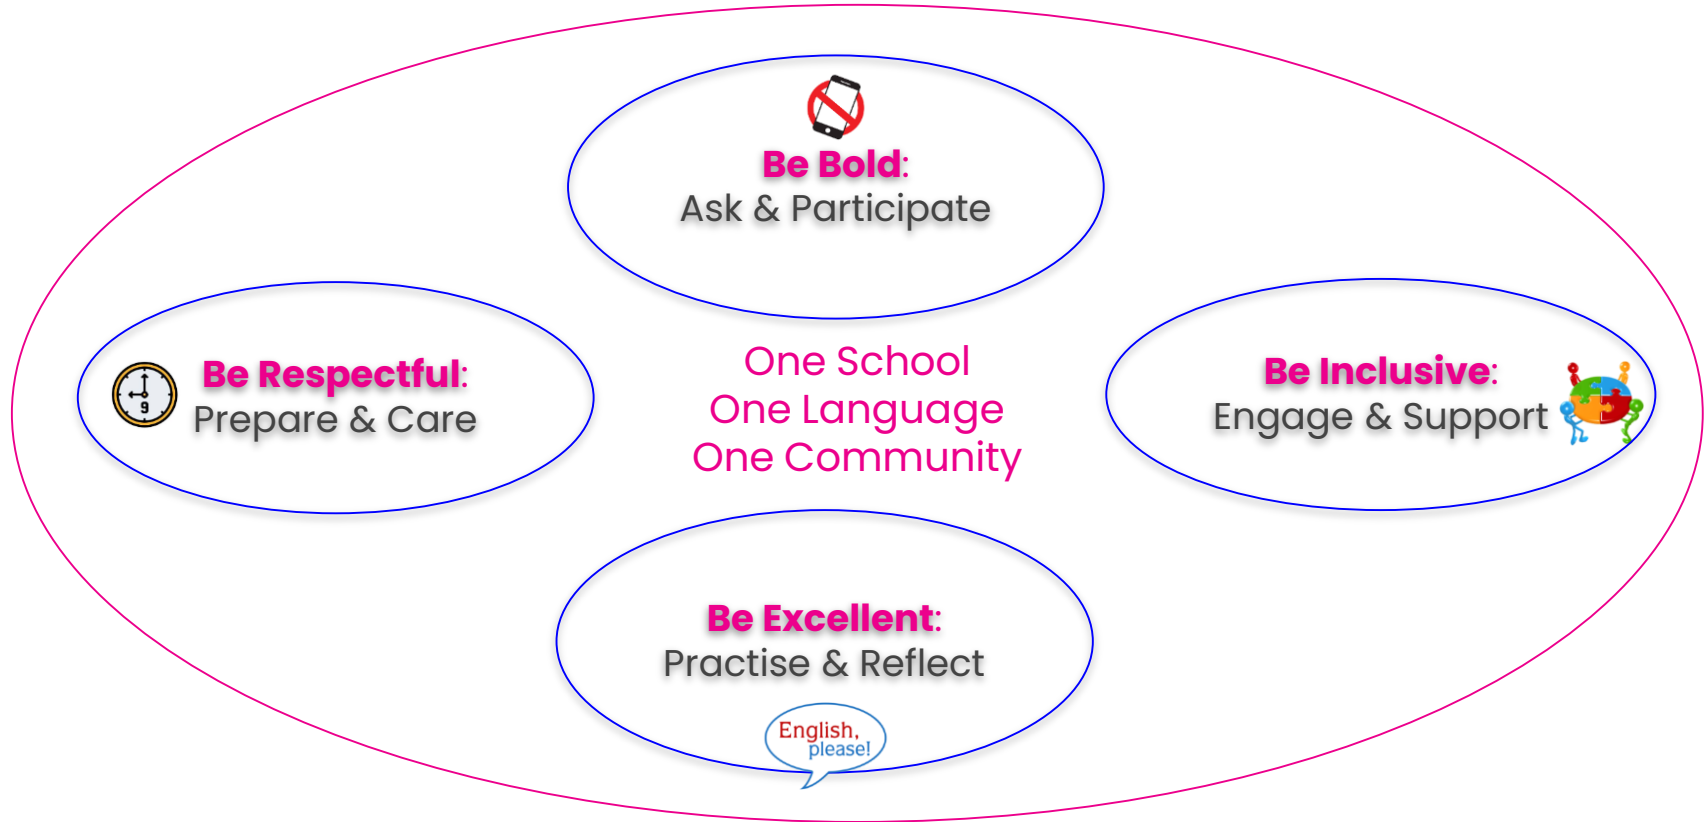 Be Bold:
Ask & Participate
9
Be Respectful:
Prepare & Care
One School
One Language
One Community
Be Inclusive:
Engage & Support
Be Excellent:
Practise & Reflect
English,
please!